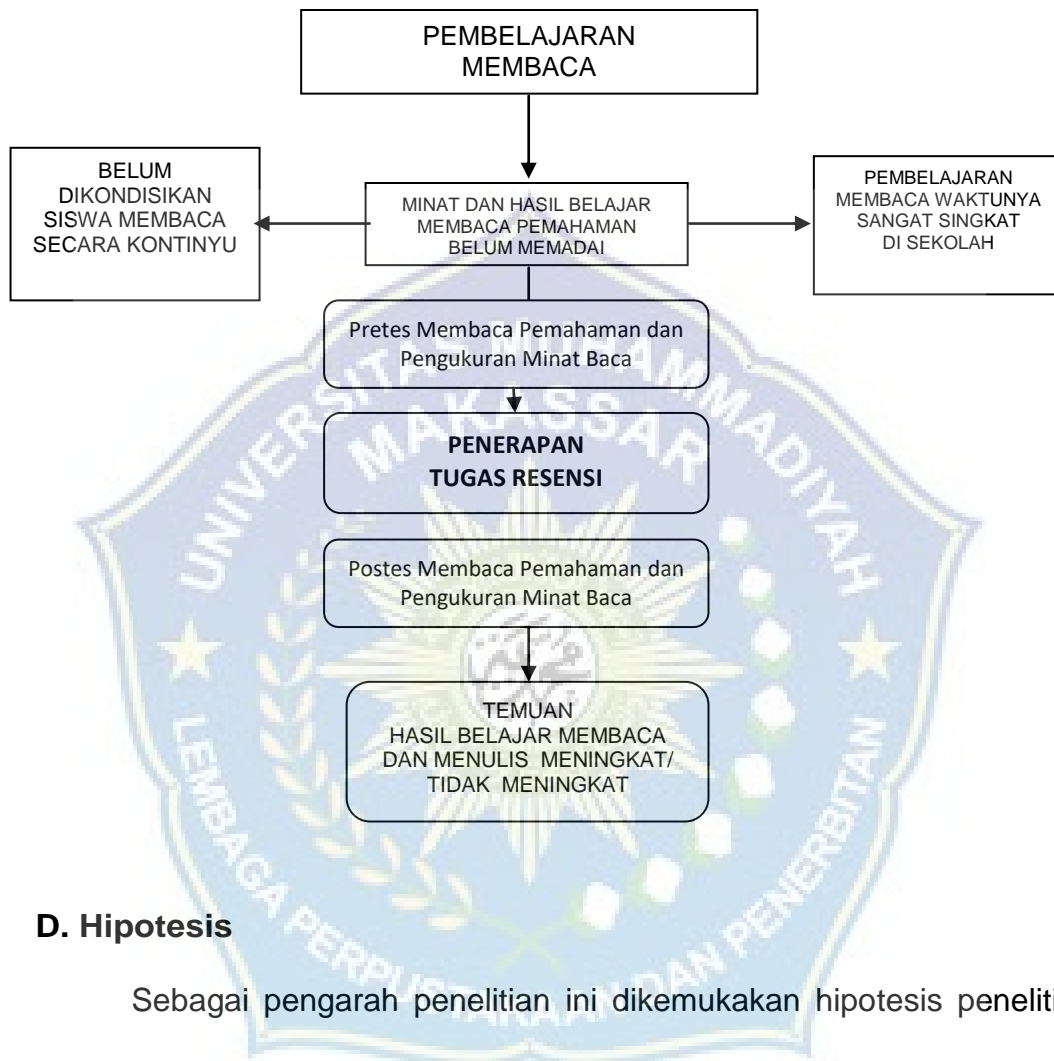 PEMBELAJARAN
MEMBACA
BELUM
DIKONDISIKAN
SISWA MEMBACA
SECARA KONTINYU
MINAT DAN HASIL BELAJAR
MEMBACA PEMAHAMAN
BELUM MEMADAI
PEMBELAJARAN
MEMBACA WAKTUNYA
SANGAT SINGKAT
DI SEKOLAH
Pretes Membaca Pemahaman dan
Pengukuran Minat Baca
PENERAPAN
TUGAS RESENSI
Postes Membaca Pemahaman dan
Pengukuran Minat Baca
TEMUAN
HASIL BELAJAR MEMBACA
DAN MENULIS MENINGKAT/
TIDAK MENINGKAT
UNIVERSITAS MUHAMMADIYAH
MAKASSAR
LEMBAGA PERPUSTAKAAN DAN PENERBITAN
D. Hipotesis
Sebagai pengarah penelitian ini dikemukakan hipotesis peneliti